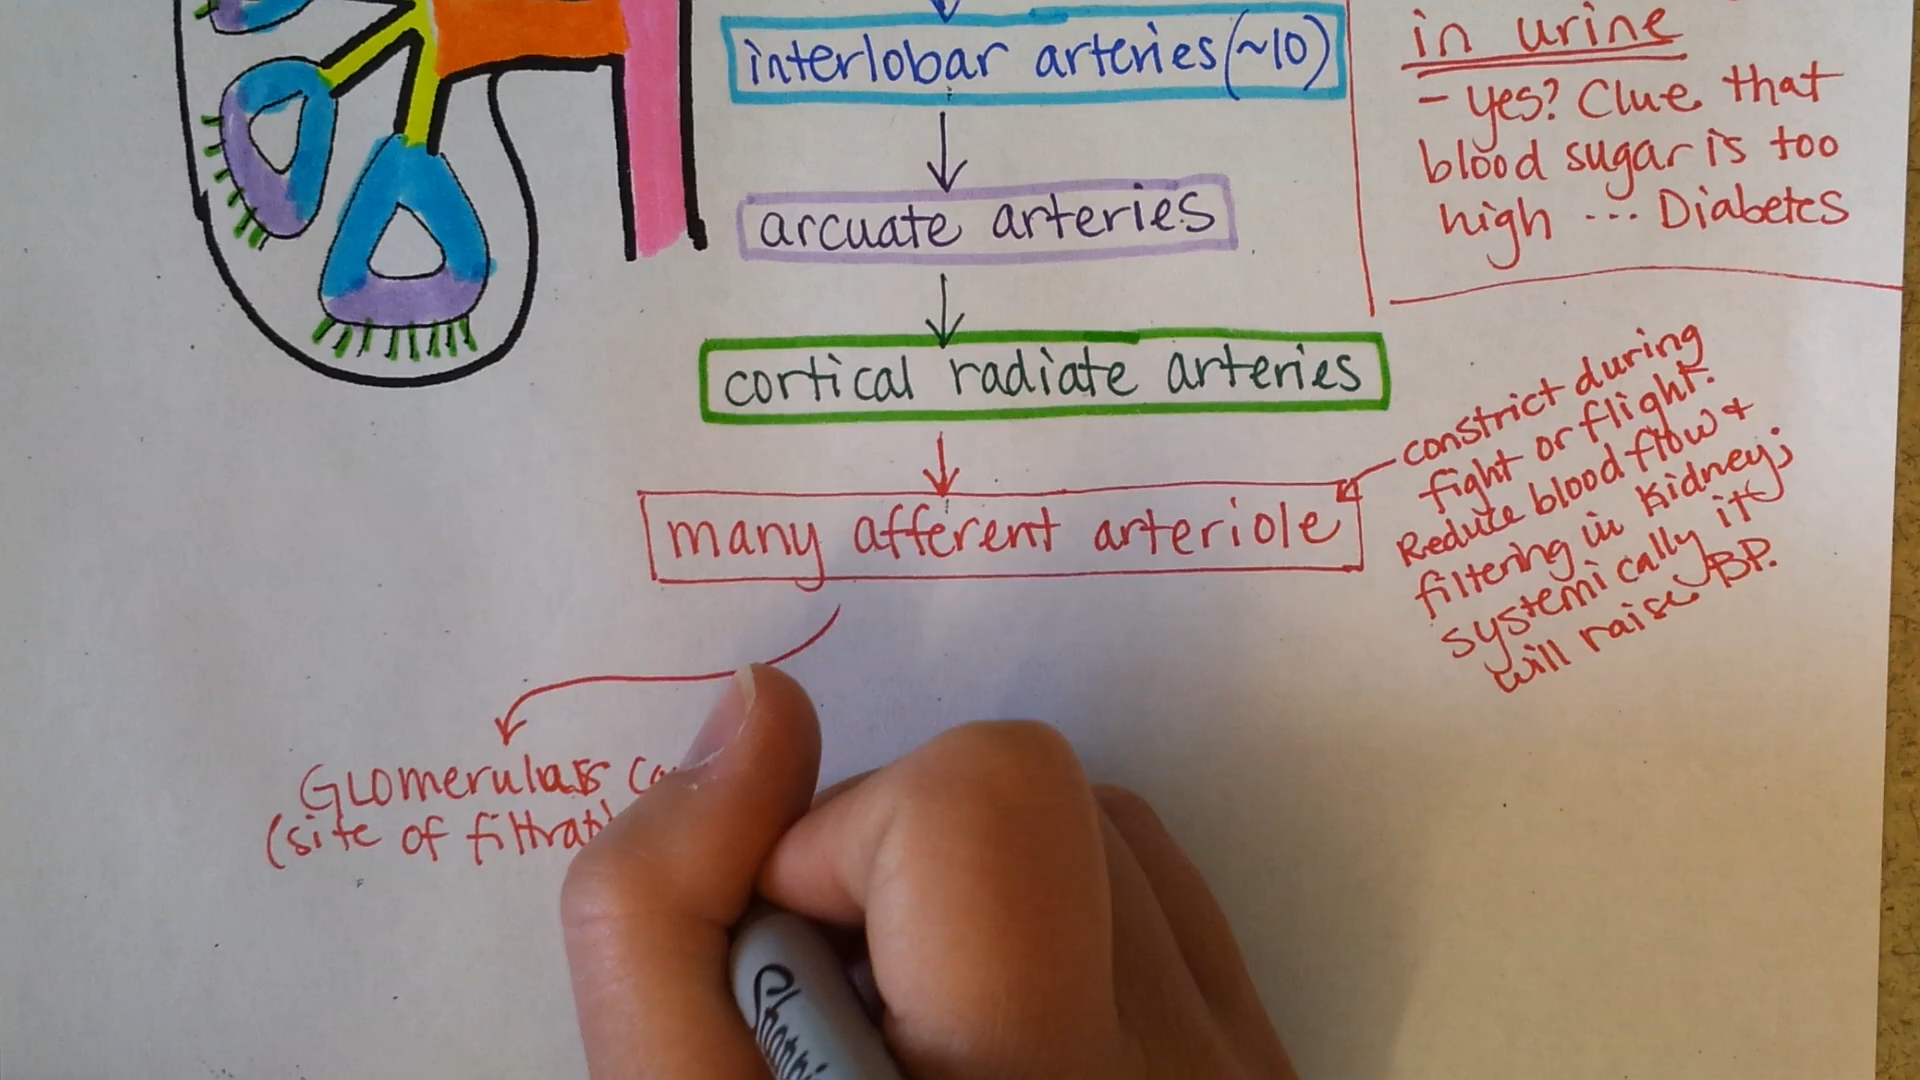 interlobar arteries (~10)
arcuate arteries
cortical radiate arteries
many afferent arteriole
Glomerular
(site of
in urine
- yes? Clue that
blood sugar is too
high ... Diabetes
constrict during
fight or flight.
Reduce blood flow +
filtering in kidney;
systemically it
will raise BP.
Sharpi